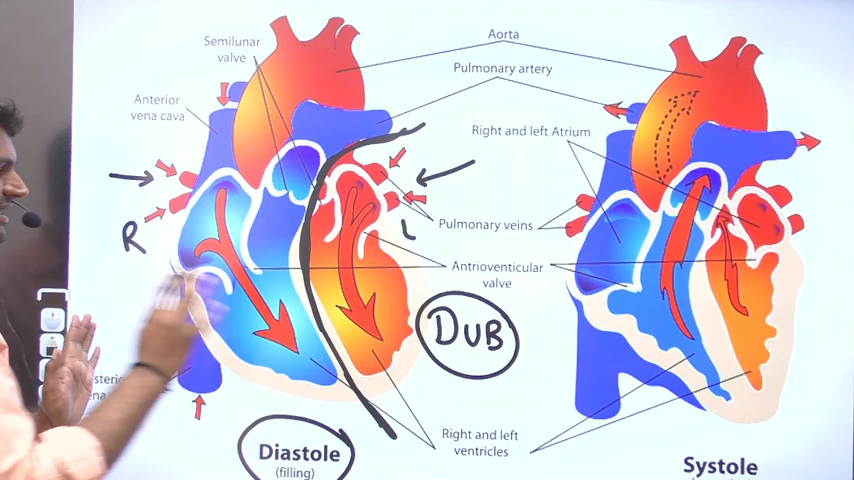 Semilunar
valve
Aorta
Pulmonary artery
Anterior
vena cava
Right and left Atrium
R
L
Pulmonary veins
Antrioventicular
valve
DUB
Right and left
ventricles
Diastole
(filling)
Systole